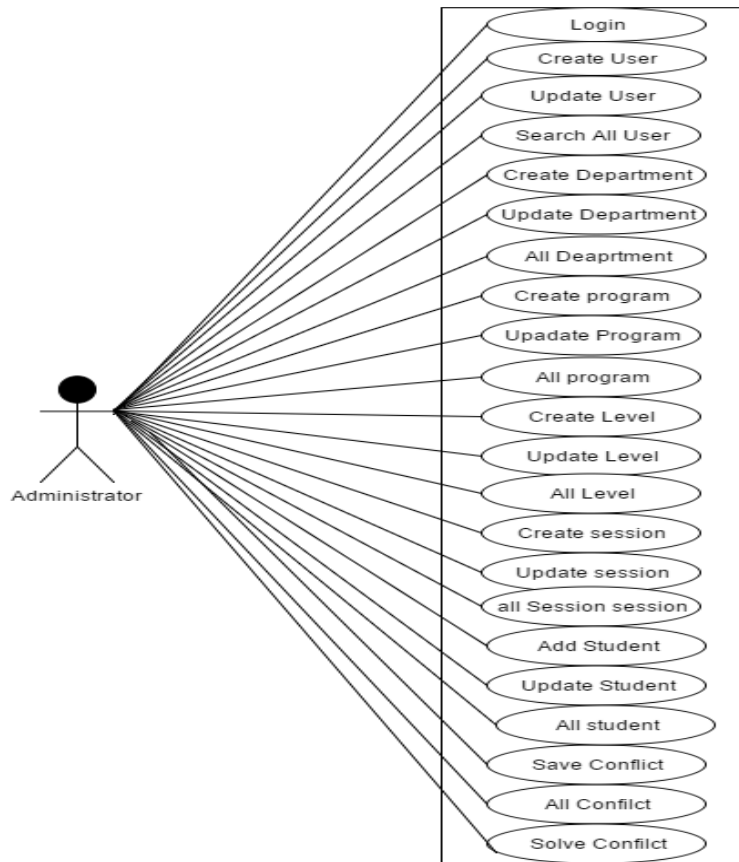 Login
Create User
Update User
Search All User
Create Department
Update Department
All Deaprtment
Create program
Upadate Program
All program
Create Level
Update Level
All Level
Create session
Update session
all Session session
Add Student
Update Student
All student
Save Conflict
All Confilct
Solve Confilct
Administrator